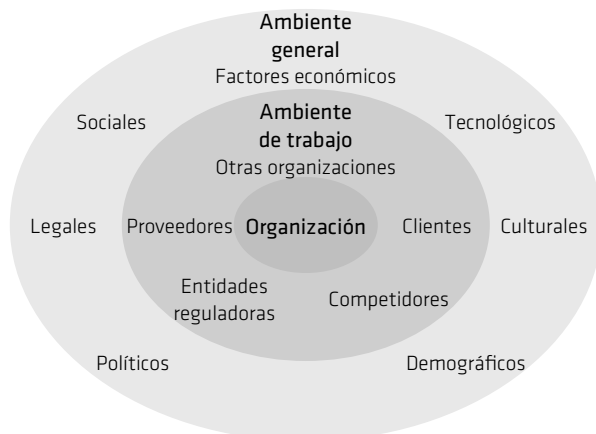 Ambiente
general
Factores económicos
Sociales
Ambiente
de trabajo
Tecnológicos
Otras organizaciones
Legales
Proveedores
Organización
Clientes
Culturales
Entidades
reguladoras
Competidores
Políticos
Demográficos